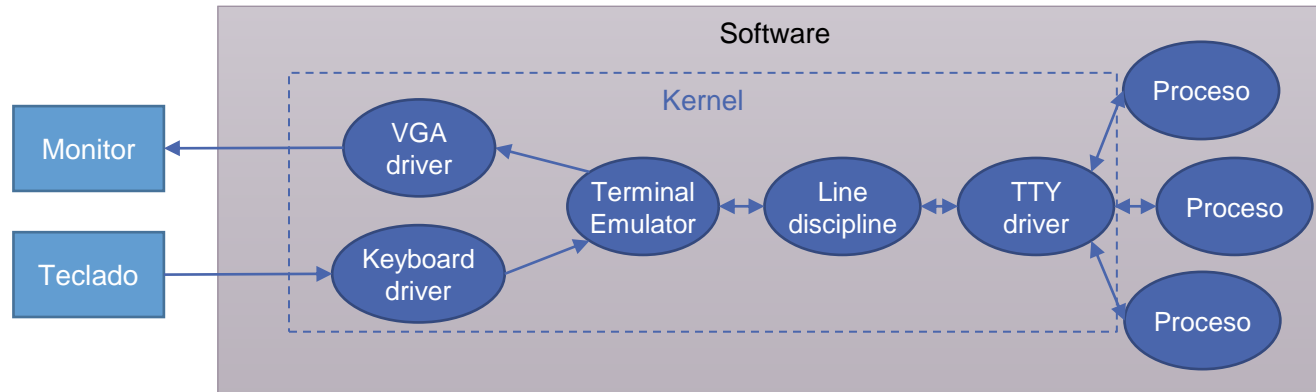 Software
Kernel
Monitor
Teclado
VGA
driver
Keyboard
driver
Terminal
Emulator
Line
discipline
TTY
driver
Proceso
Proceso
Proceso